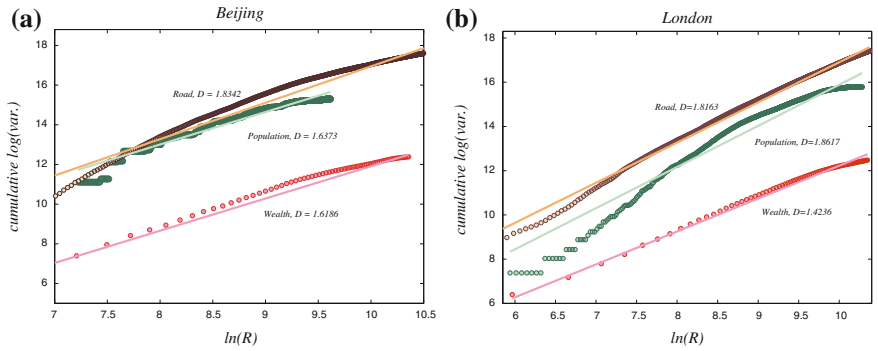 (a)
Beijing
cumulative log(var.)
18
16
14
12
10
8
6
Road, D = 1.8342
Population, D = 1.6373
Wealth, D = 1.6186
7
7.5
8
8.5
9
9.5
10
10.5
ln(R)
(b)
London
cumulative log(var.)
18
16
14
12
10
8
6
Road, D=1.8163
Population, D=1.8617
Wealth, D=1.4236
6
6.5
7
7.5
8
8.5
9
9.5
10
ln(R)